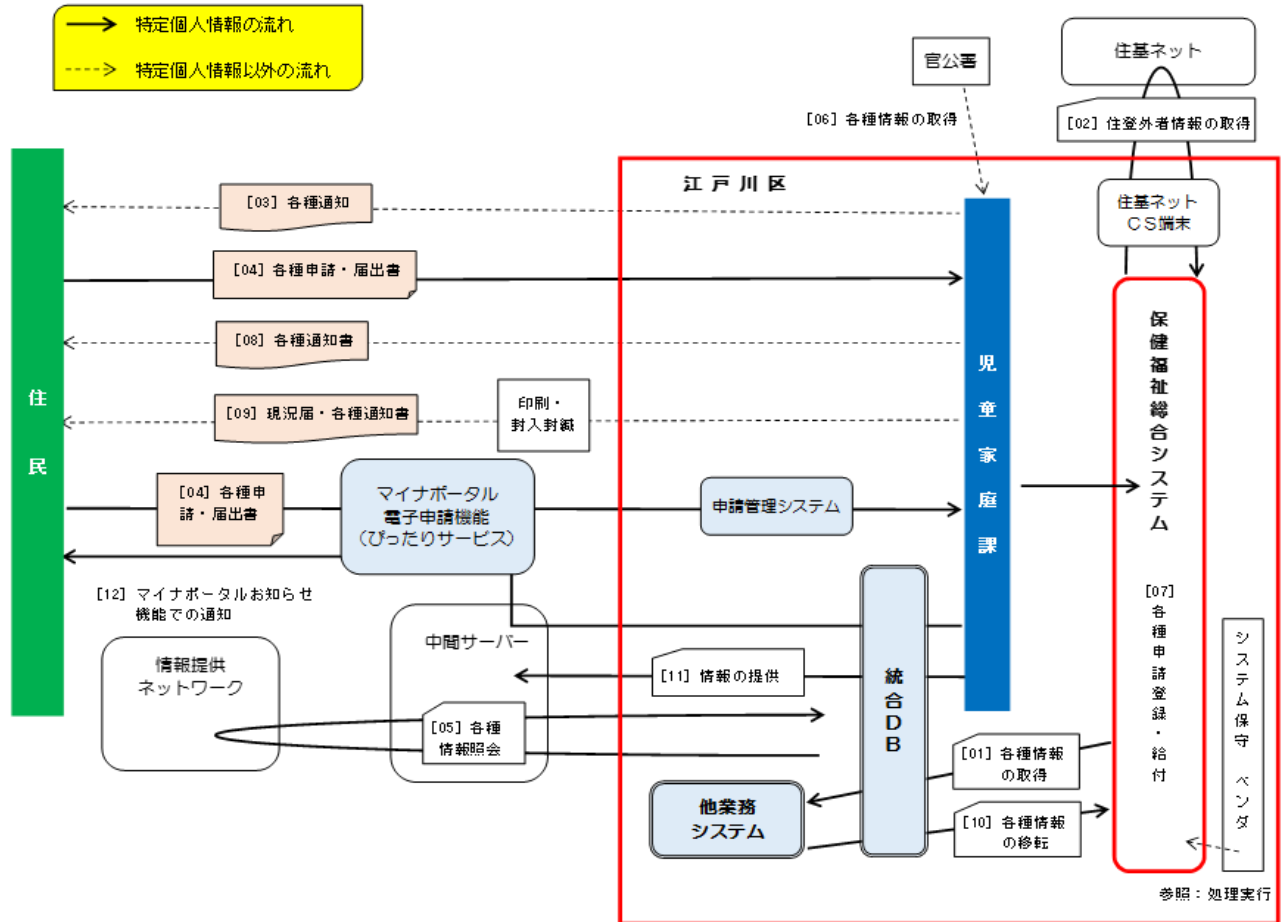 特定個人情報の流れ
特定個人情報以外の流れ
官公署
住基ネット
[06] 各種情報の取得
[02] 住登外者情報の取得
江戸川区
[03] 各種通知
住基ネット
CS端末
[04] 各種申請・届出書
[08] 各種通知書
[09] 現況届・各種通知書
印刷・
封入封緘
住民
児童家庭課
保健福祉総合システム
[04] 各種申
請・届出書
マイナポータル
電子申請機能
(ぴったりサービス)
申請管理システム
[12] マイナポータルお知らせ
機能での通知
中間サーバー
情報提供
ネットワーク
[11] 情報の提供
統合DB
[07]
各種申請登録・給付
システム保守 ベンダ
[05] 各種
情報照会
[01] 各種情報
の取得
他業務
システム
[10] 各種情報
の移転
参照:処理実行